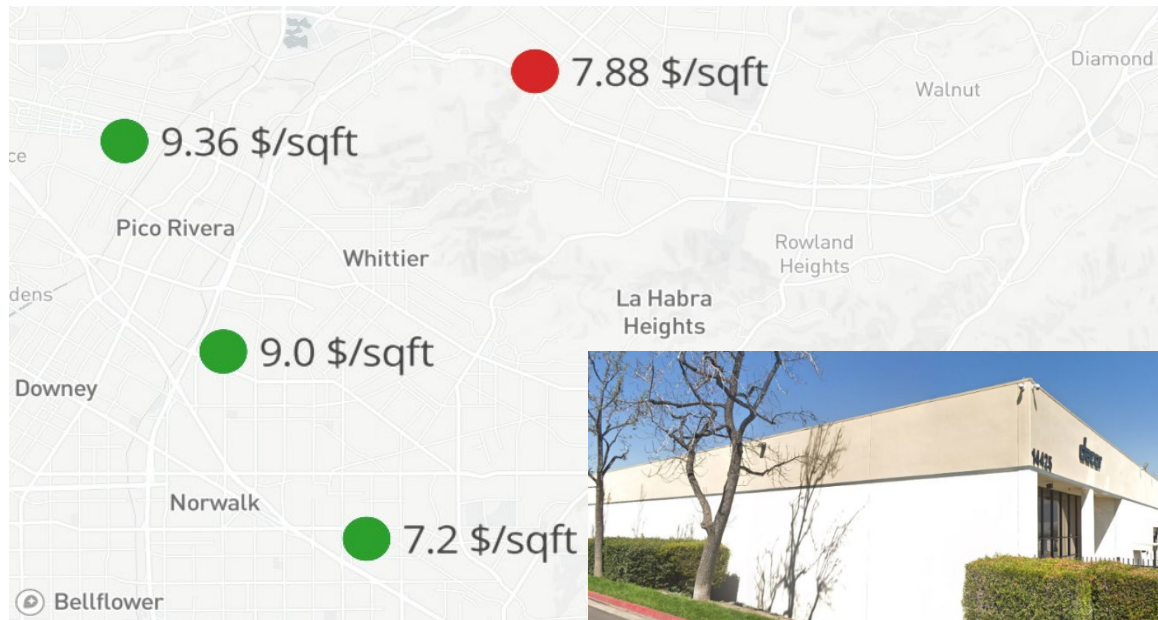 7.88 $/sqft
Diamond
Walnut
9.36 $/sqft
ce
Pico Rivera
Whittier
Rowland
Heights
dens
La Habra
Heights
9.0 $/sqft
Downey
14425
decor
Norwalk
7.2 $/sqft
Bellflower